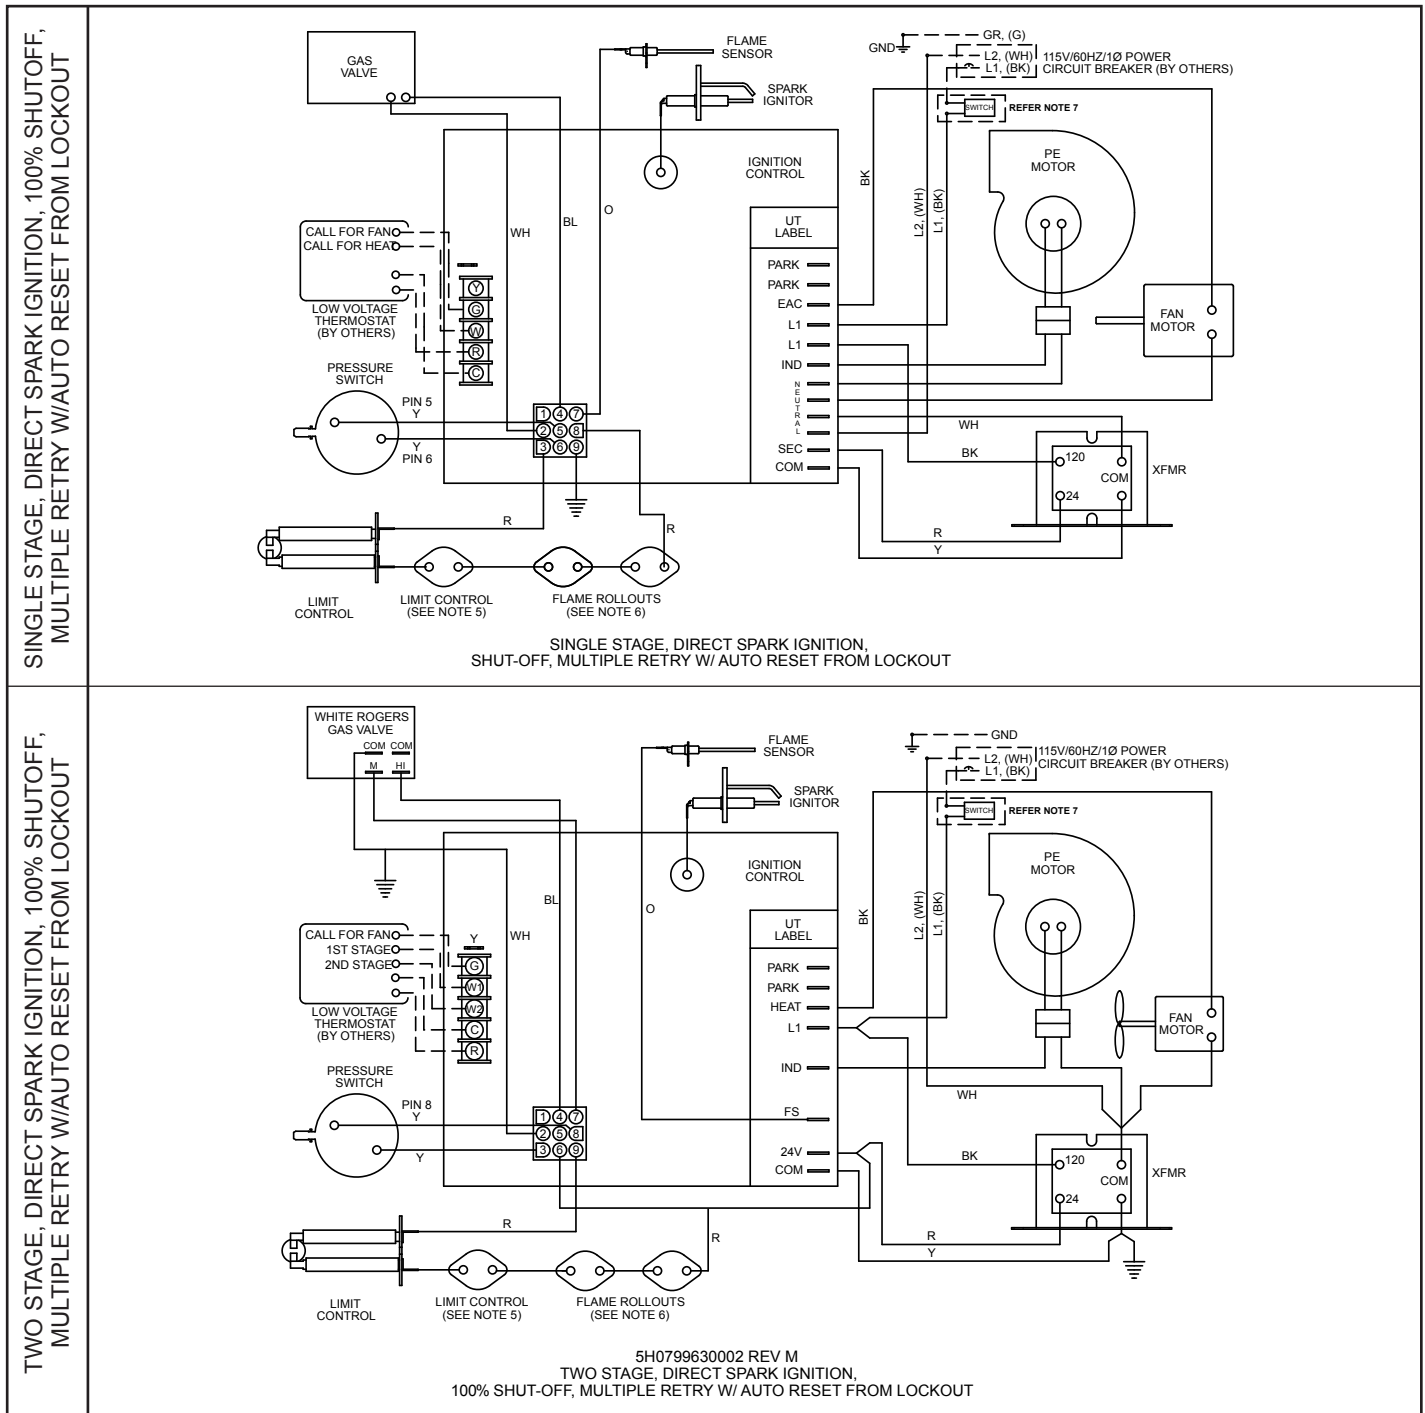 SINGLE STAGE, DIRECT SPARK IGNITION, 100% SHUTOFF,
MULTIPLE RETRY W/AUTO RESET FROM LOCKOUT
GAS
VALVE
FLAME
SENSOR
SPARK
IGNITOR
GND
GR, (G)
L2, (WH)
L1, (BK)
115V/60HZ/1Ø POWER
CIRCUIT BREAKER (BY OTHERS)
SWITCH
REFER NOTE 7
IGNITION
CONTROL
PE
MOTOR
BK
L2, (WH)
L1, (BK)
O
BL
WH
UT
LABEL
CALL FOR FAN
CALL FOR HEAT
LOW VOLTAGE
THERMOSTAT
(BY OTHERS)
Y
G
W
R
C
PARK
PARK
EAC
L1
L1
IND
NEUTRAL
SEC
COM
FAN
MOTOR
PRESSURE
SWITCH
PIN 5
Y
Y
PIN 6
1 4 7
2 5 8
3 6 9
WH
BK
120
COM
24
XFMR
R
Y
R
R
LIMIT
CONTROL
LIMIT CONTROL
(SEE NOTE 5)
FLAME ROLLOUTS
(SEE NOTE 6)
SINGLE STAGE, DIRECT SPARK IGNITION,
SHUT-OFF, MULTIPLE RETRY W/ AUTO RESET FROM LOCKOUT
TWO STAGE, DIRECT SPARK IGNITION, 100% SHUTOFF,
MULTIPLE RETRY W/AUTO RESET FROM LOCKOUT
WHITE ROGERS
GAS VALVE
COM COM
M HI
FLAME
SENSOR
SPARK
IGNITOR
GND
L2, (WH)
L1, (BK)
115V/60HZ/1Ø POWER
CIRCUIT BREAKER (BY OTHERS)
SWITCH
REFER NOTE 7
IGNITION
CONTROL
PE
MOTOR
BK
L2, (WH)
L1, (BK)
BL
O
WH
UT
LABEL
CALL FOR FAN
1ST STAGE
2ND STAGE
LOW VOLTAGE
THERMOSTAT
(BY OTHERS)
Y
G
W1
W2
C
R
PARK
PARK
HEAT
L1
IND
FS
24V
COM
FAN
MOTOR
PRESSURE
SWITCH
PIN 8
Y
Y
1 4 7
2 5 8
3 6 9
WH
BK
120
COM
24
XFMR
R
Y
R
R
LIMIT
CONTROL
LIMIT CONTROL
(SEE NOTE 5)
FLAME ROLLOUTS
(SEE NOTE 6)
5H0799630002 REV M
TWO STAGE, DIRECT SPARK IGNITION,
100% SHUT-OFF, MULTIPLE RETRY W/ AUTO RESET FROM LOCKOUT